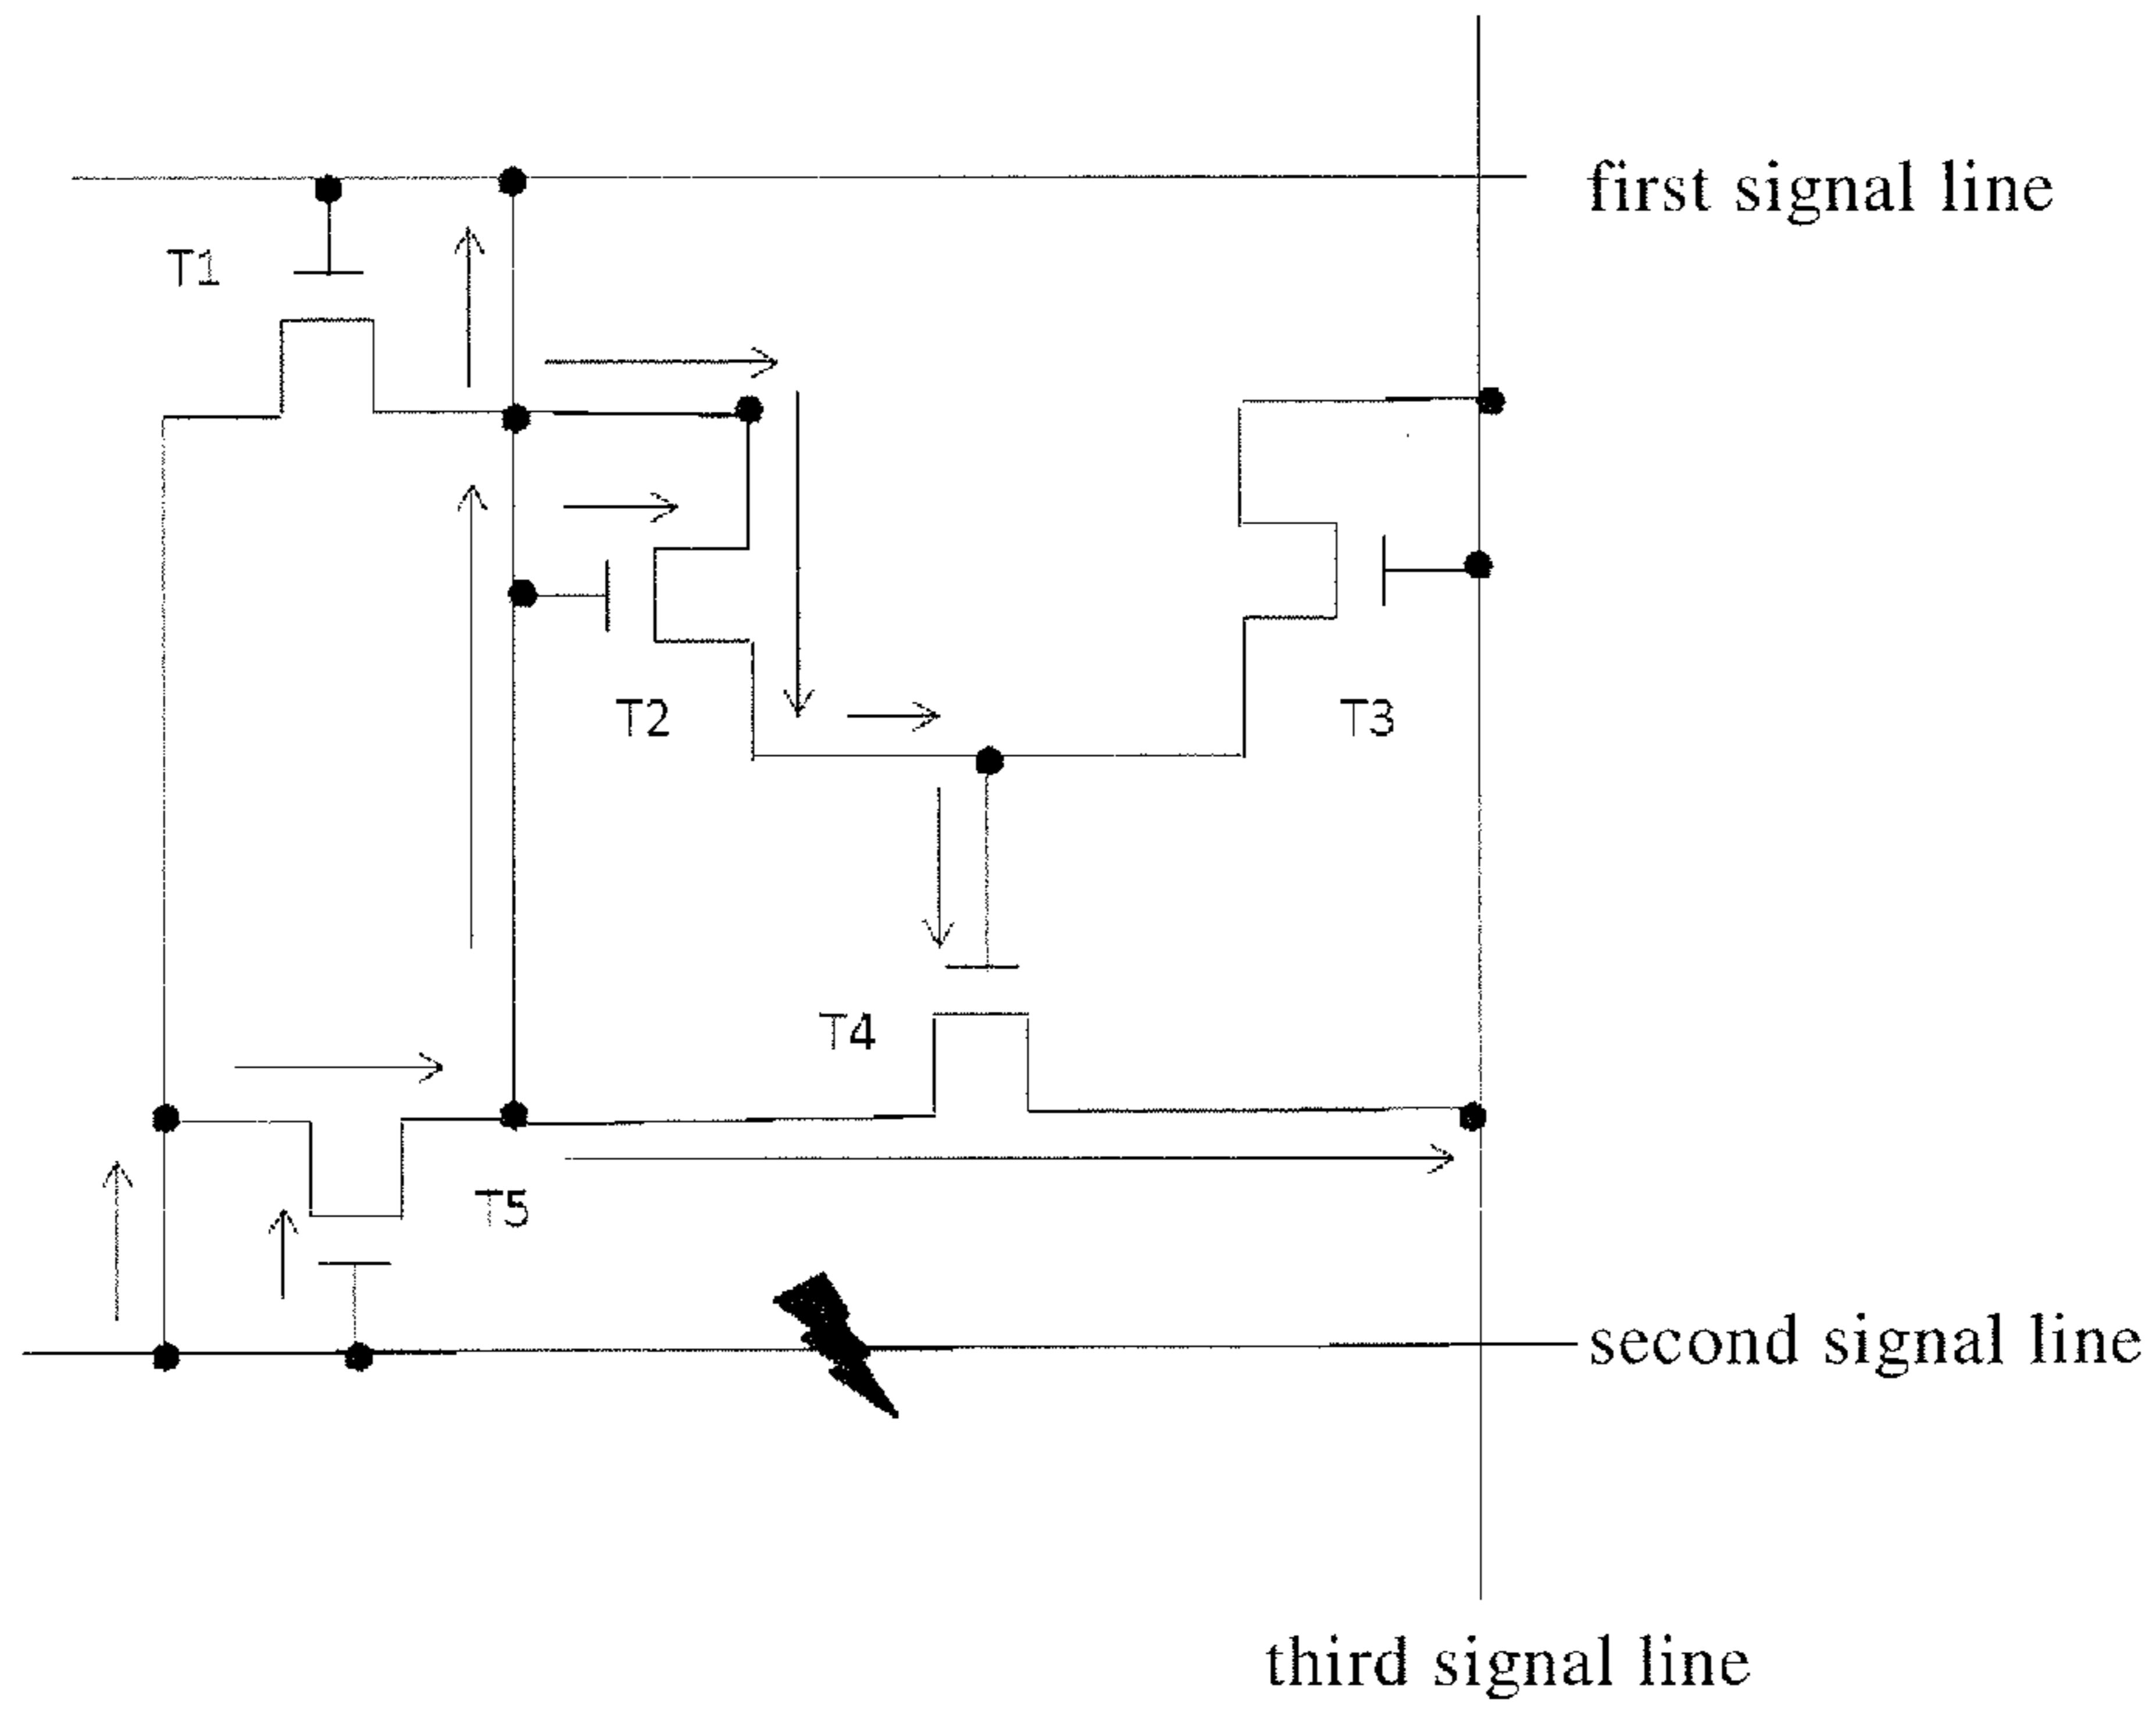 first signal line
T1
T2
T3
T4
T5
second signal line
third signal line